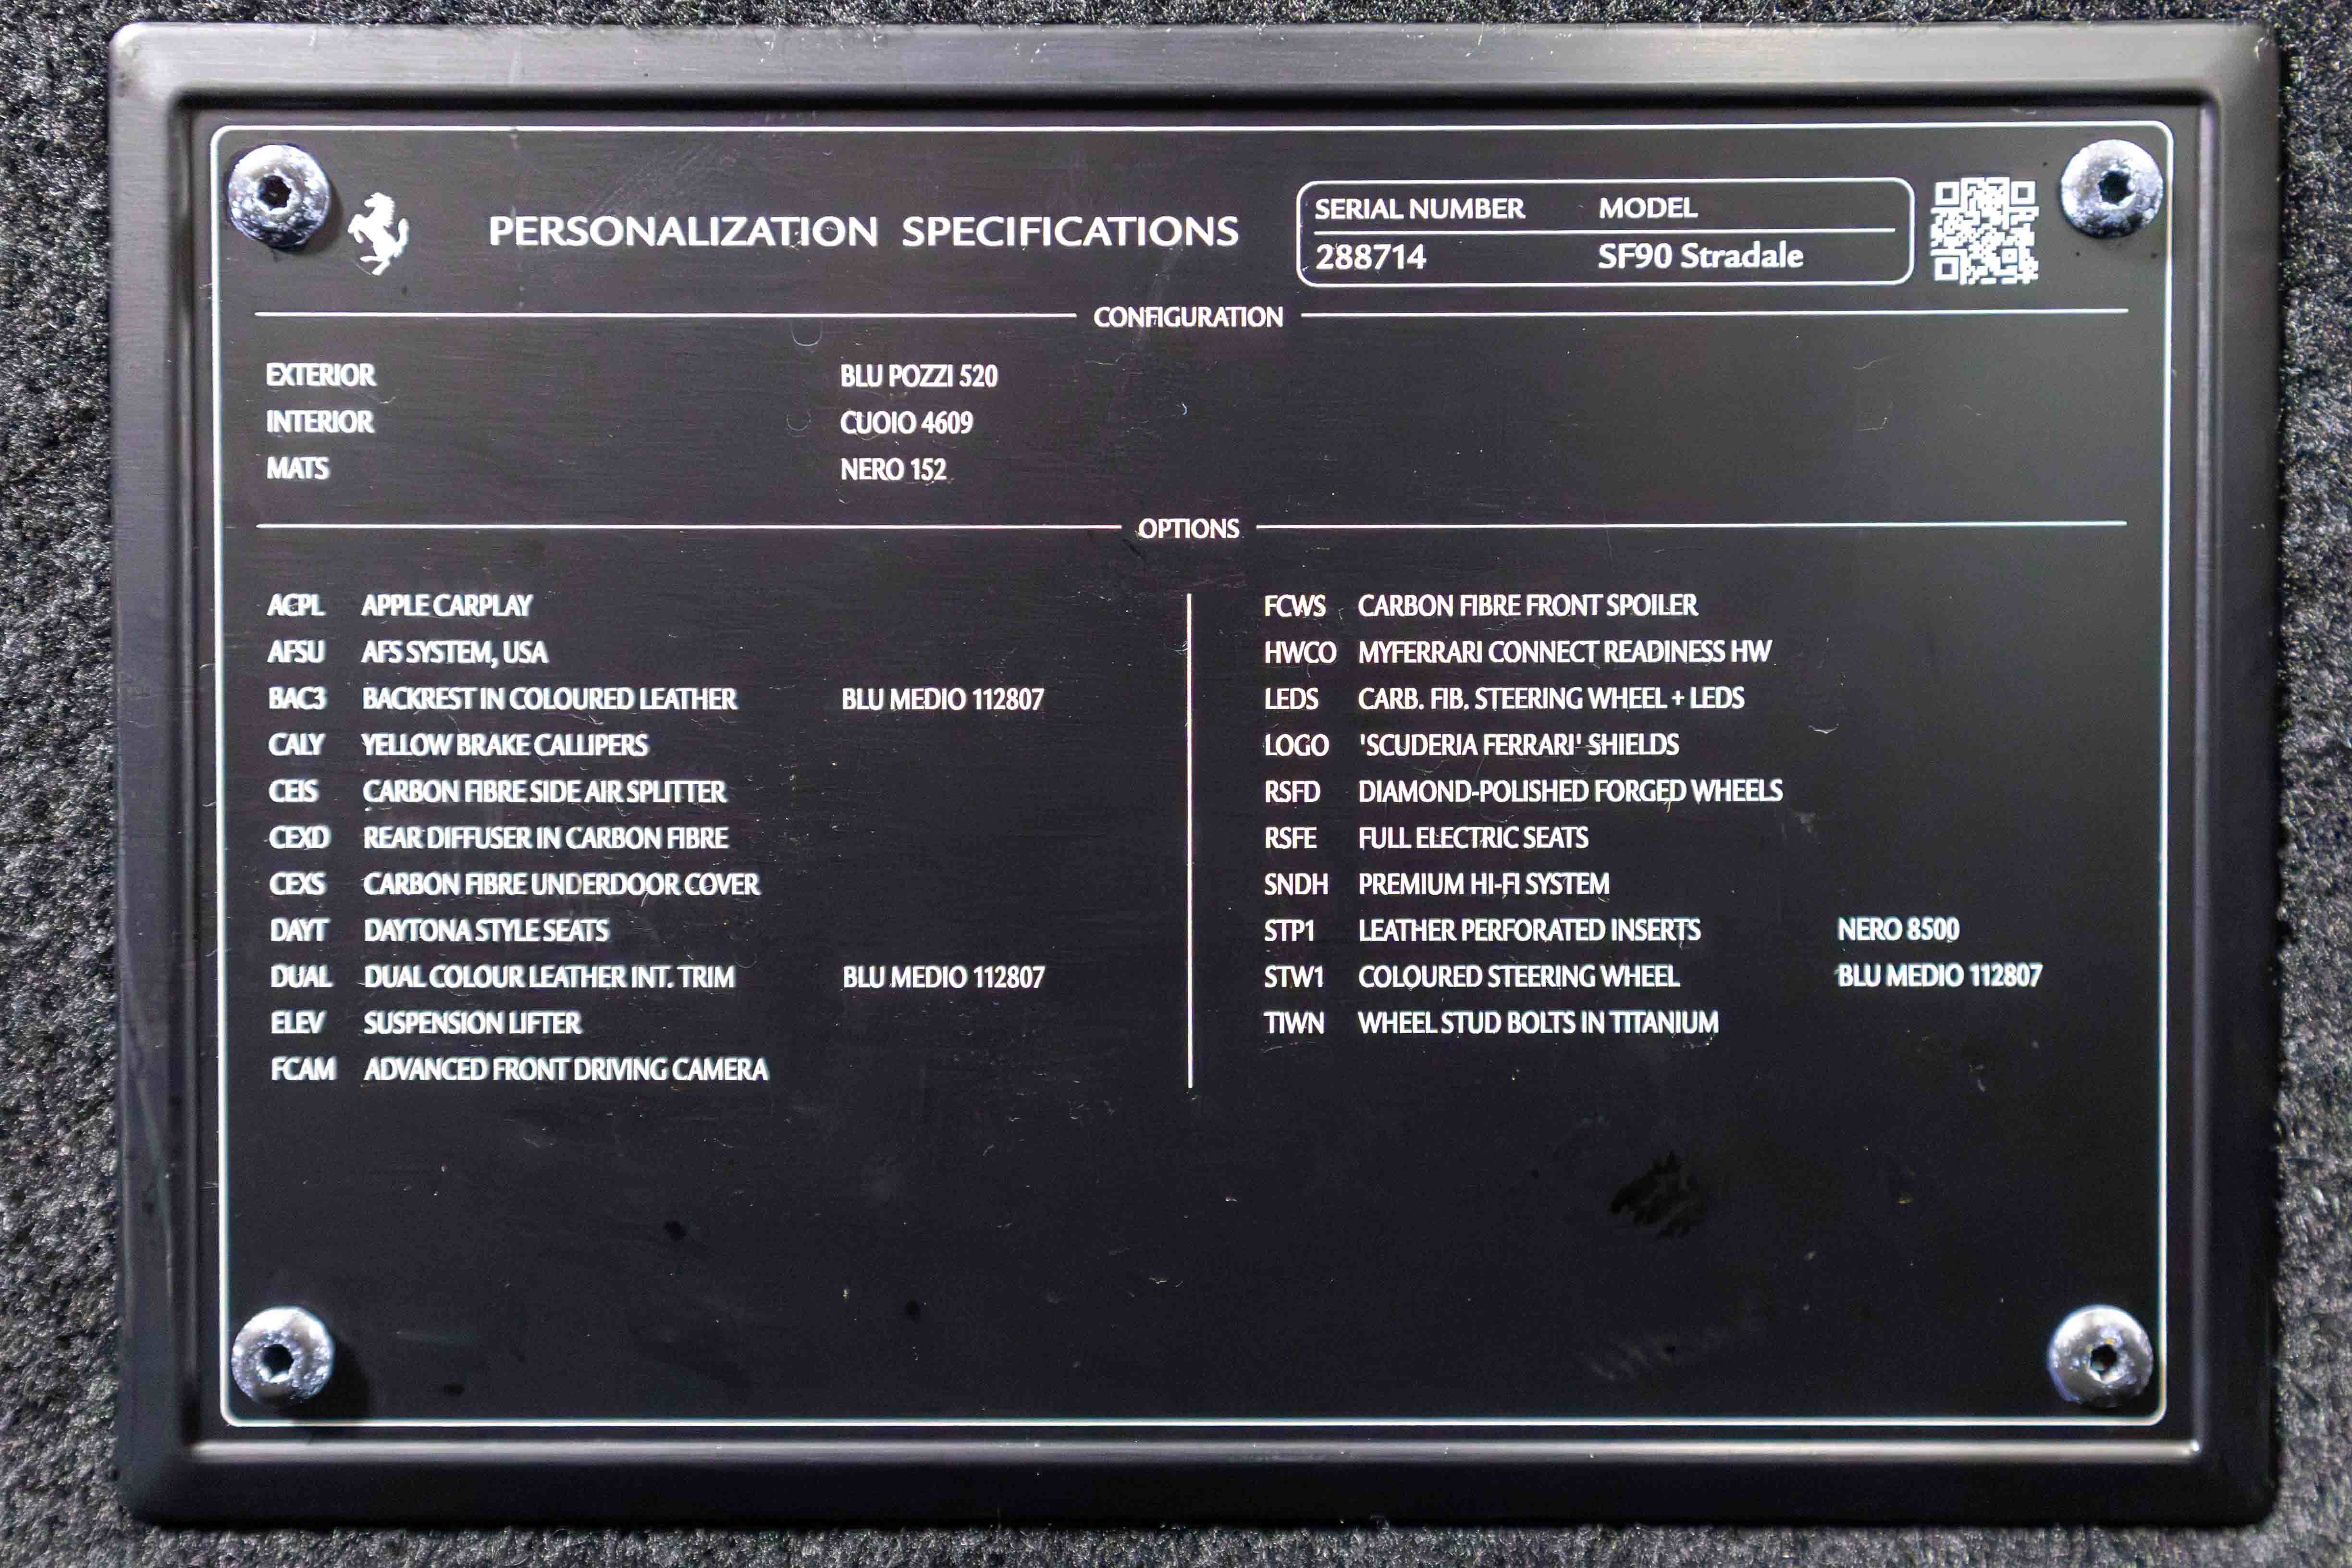 PERSONALIZATION SPECIFICATIONS
SERIAL NUMBER MODEL
288714 SF90 Stradale
CONFIGURATION
EXTERIOR BLU POZZI 520
INTERIOR CUOIO 4609
MATS NERO 152
OPTIONS
ACPL APPLE CARPLAY
AFSU AFS SYSTEM, USA
BAC3 BACKREST IN COLOURED LEATHER BLU MEDIO 112807
CALY YELLOW BRAKE CALLIPERS
CEIS CARBON FIBRE SIDE AIR SPLITTER
CEXD REAR DIFFUSER IN CARBON FIBRE
CEXS CARBON FIBRE UNDERDOOR COVER
DAYT DAYTONA STYLE SEATS
DUAL DUAL COLOUR LEATHER INT. TRIM BLU MEDIO 112807
ELEV SUSPENSION LIFTER
FCAM ADVANCED FRONT DRIVING CAMERA
FCWS CARBON FIBRE FRONT SPOILER
HWCO MYFERRARI CONNECT READINESS HW
LEDS CARB. FIB. STEERING WHEEL + LEDS
LOGO 'SCUDERIA FERRARI' SHIELDS
RSFD DIAMOND-POLISHED FORGED WHEELS
RSFE FULL ELECTRIC SEATS
SNDH PREMIUM HI-FI SYSTEM
STP1 LEATHER PERFORATED INSERTS NERO 8500
STW1 COLOURED STEERING WHEEL BLU MEDIO 112807
TIWN WHEEL STUD BOLTS IN TITANIUM